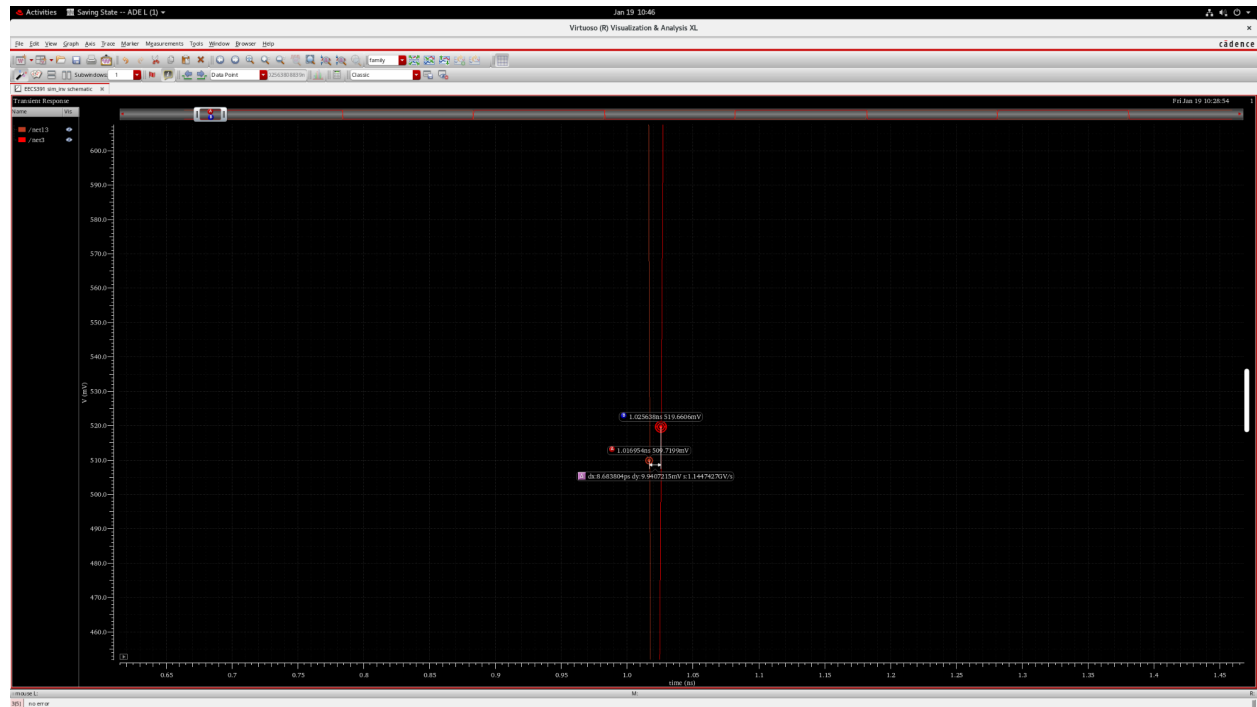 Activities Saving State -- ADE L (1) Jan 19 10:46
Virtuoso (R) Visualization & Analysis XL
File Edit View Graph Axis Trace Marker Measurements Tools Window Browser Help cādence
family
Subwindows: 1 Data Point Classic
EECS391 sim_inv schematic
Transient Response Fri Jan 19 10:28:54 1
Name Vis
/net13
/net3
600.0
590.0
580.0
570.0
560.0
550.0
540.0
V (mV)
530.0
1.025638ns 519.6606mV
520.0
1.016954ns 509.7199mV
510.0
dx:8.683804ps dy:9.9407215mV s:1.1447427GV/s
500.0
490.0
480.0
470.0
460.0
0.65 0.7 0.75 0.8 0.85 0.9 0.95 1.0 1.05 1.1 1.15 1.2 1.25 1.3 1.35 1.4 1.45
time (ns)
mouse L: M: R:
no error